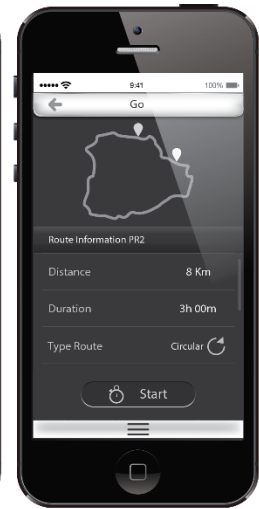 9:41 100%
Go
Route Information PR2
Distance 8 Km
Duration 3h 00m
Type Route Circular
Start